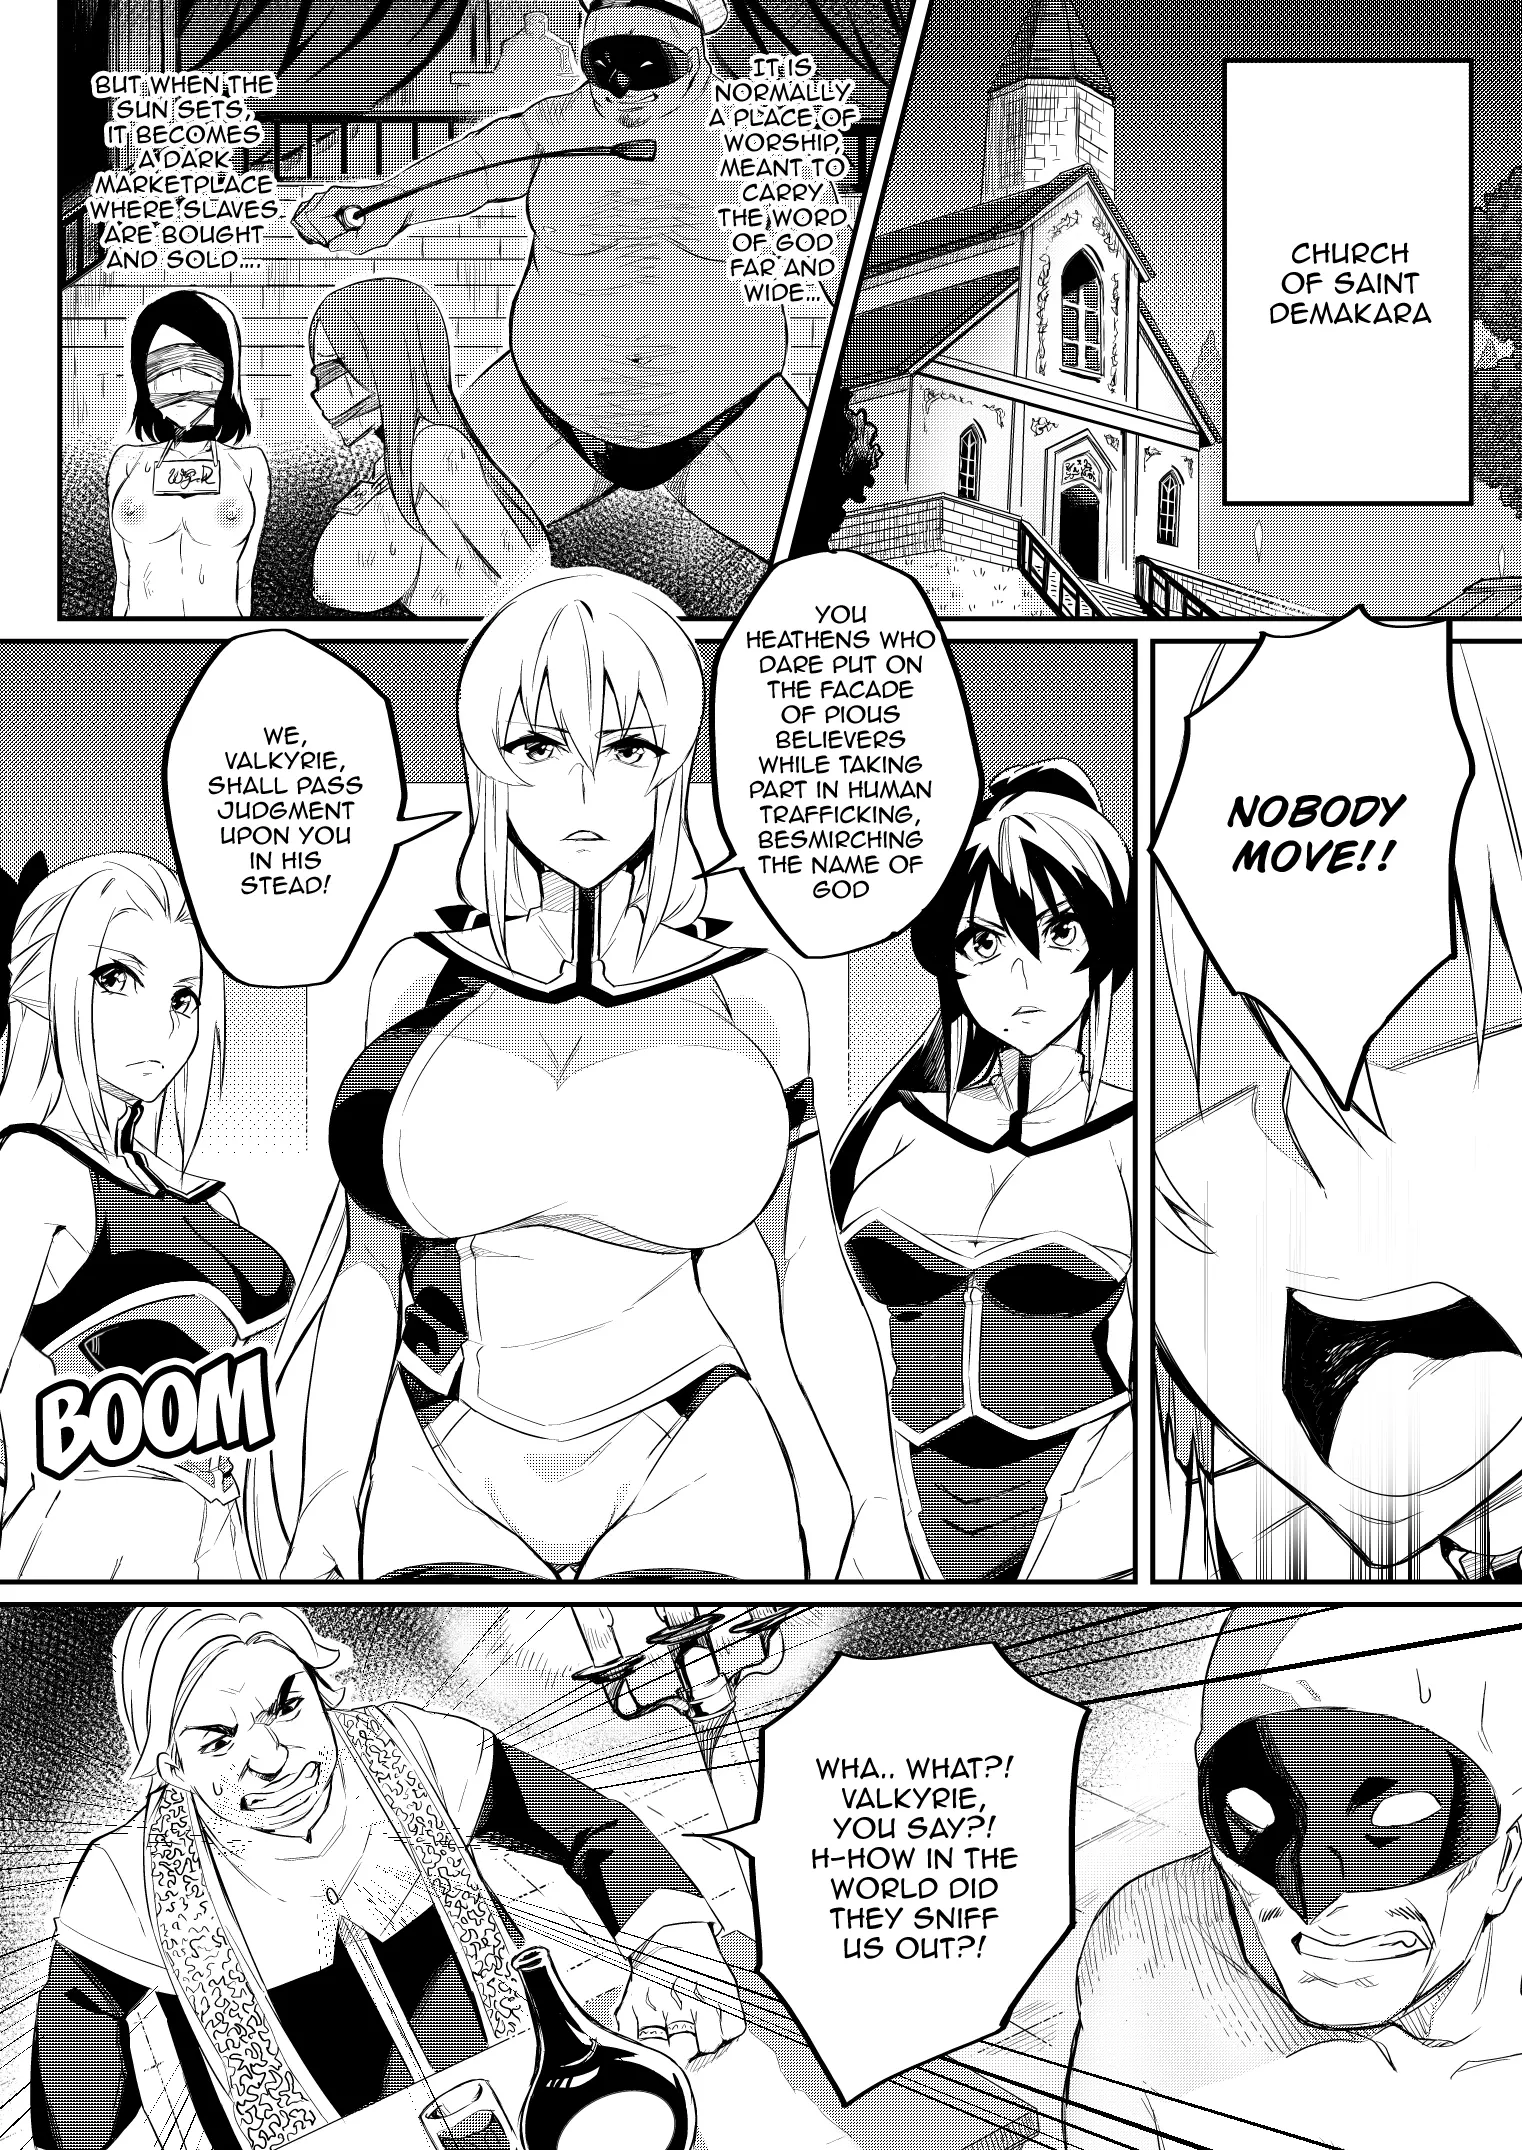 CHURCH
OF SAINT
DEMAKARA
IT IS
NORMALLY
A PLACE OF
WORSHIP,
MEANT TO
CARRY
THE WORD
OF GOD
FAR AND
WIDE...
BUT WHEN THE
SUN SETS,
IT BECOMES
A DARK
MARKETPLACE
WHERE SLAVES
ARE BOUGHT
AND SOLD....
NOBODY
MOVE!!
YOU
HEATHENS WHO
DARE PUT ON
THE FACADE
OF PIOUS
BELIEVERS
WHILE TAKING
PART IN HUMAN
TRAFFICKING,
BESMIRCHING
THE NAME OF
GOD
WE,
VALKYRIE,
SHALL PASS
JUDGMENT
UPON YOU
IN HIS
STEAD!
BOOM
WHA.. WHAT?!
VALKYRIE,
YOU SAY?!
H-HOW IN THE
WORLD DID
THEY SNIFF
US OUT?!